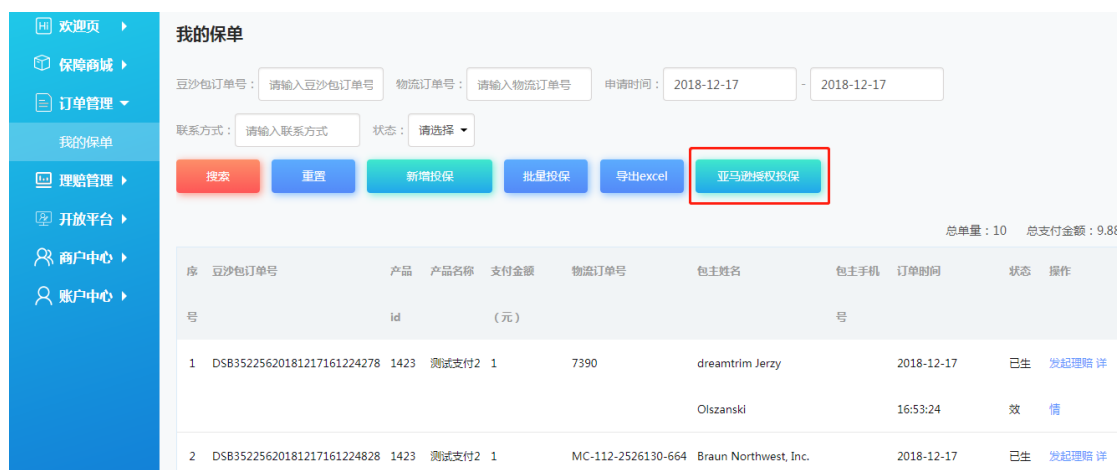 欢迎页
保障商城
订单管理
我的保单
理赔管理
开放平台
商户中心
账户中心
我的保单
豆沙包订单号： 请输入豆沙包订单号 物流订单号： 请输入物流订单号 申请时间： 2018-12-17 - 2018-12-17
联系方式： 请输入联系方式 状态： 请选择
搜索 重置 新增投保 批量投保 导出excel 亚马逊授权投保
总单量：10 总支付金额：9.88
序 豆沙包订单号 产品 产品名称 支付金额 物流订单号 包主姓名 包主手机 订单时间 状态 操作
号 id （元） 号
1 DSB35225620181217161224278 1423 测试支付2 1 7390 dreamtrim Jerzy 2018-12-17 已生 发起理赔 详
Olszanski 16:53:24 效 情
2 DSB35225620181217161224828 1423 测试支付2 1 MC-112-2526130-664 Braun Northwest, Inc. 2018-12-17 已生 发起理赔 详